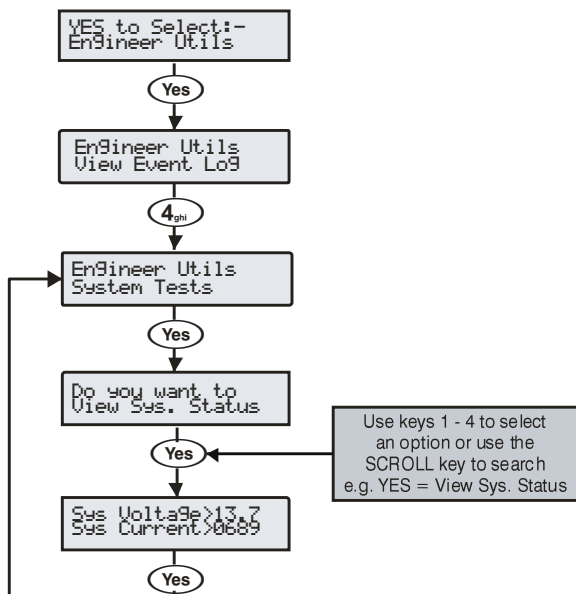 YES to Select:-
Engineer Utils
Yes
Engineer Utils
View Event Log
4ghi
Engineer Utils
System Tests
Yes
Do you want to
View Sys. Status
Yes
Use keys 1 - 4 to select
an option or use the
SCROLL key to search
e.g. YES = View Sys. Status
Sys Voltage>13.7
Sys Current>0689
Yes